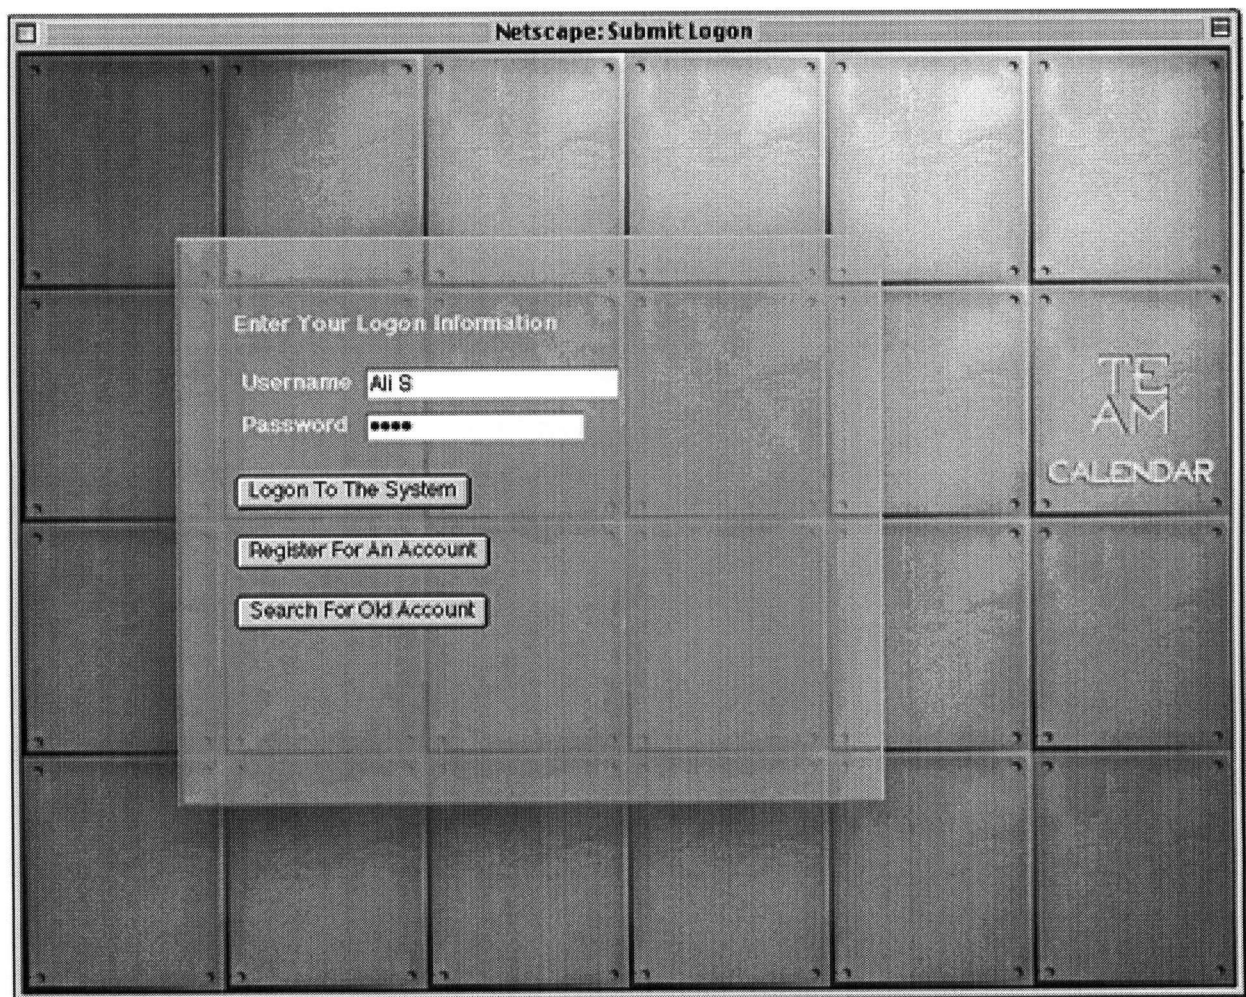 Netscape: Submit Logon
Enter Your Logon Information
Username Ali S
Password ••••
TE
AM
CALENDAR
Logon To The System
Register For An Account
Search For Old Account